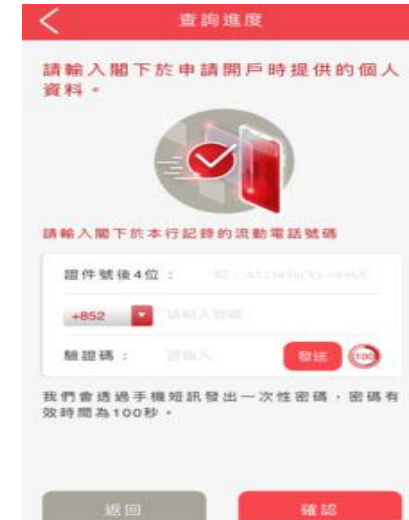 查詢進度
請輸入閣下於申請開戶時提供的個人
資料。
請輸入閣下於本行記錄的流動電話號碼
證件號後4位：
+852 請輸入號碼
驗證碼： 請輸入 發送 100
我們會透過手機短訊發出一次性密碼，密碼有
效時間為100秒。
返回 確認